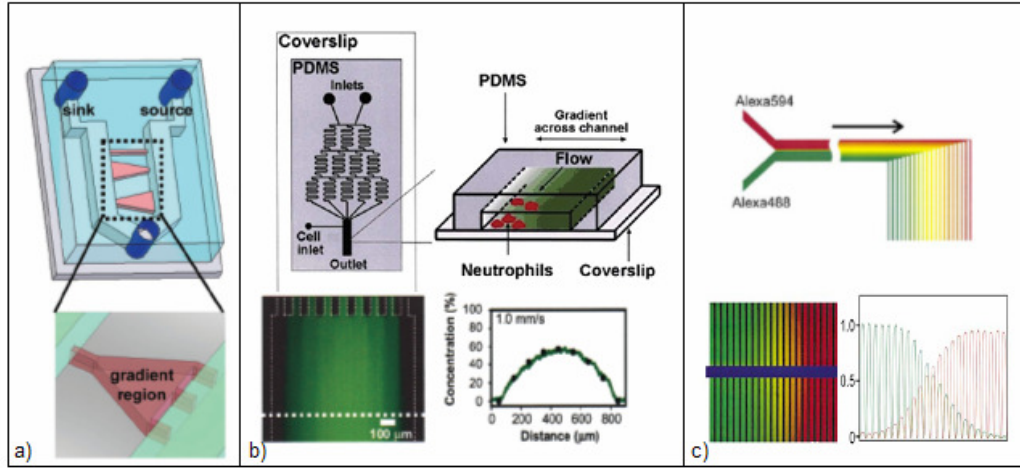 sink
source
gradient
region
a)
Coverslip
PDMS
Inlets
Cell
inlet
Outlet
PDMS
Gradient
across channel
Flow
Neutrophils
Coverslip
100 µm
Concentration (%)
100
80
60
40
20
0
1.0 mm/s
0 200 400 600 800
Distance (µm)
b)
Alexa594
Alexa488
1.0
0.5
0
c)